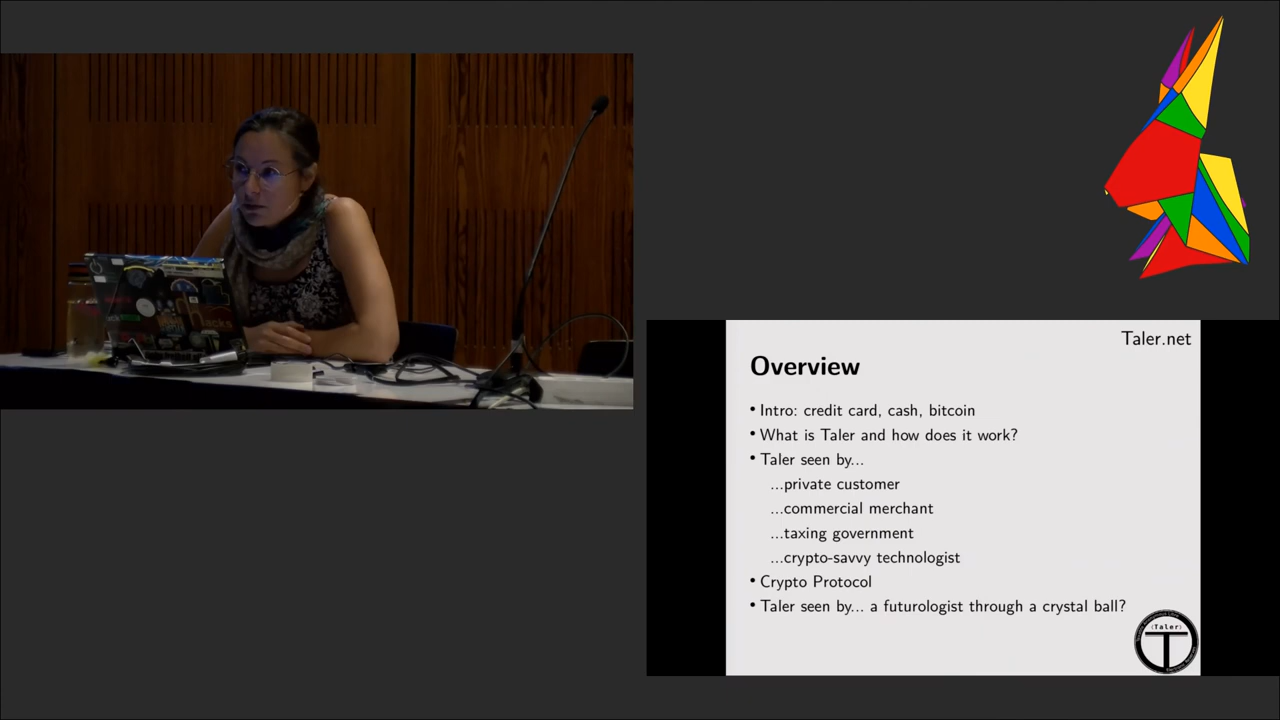 Taler.net
Overview
• Intro: credit card, cash, bitcoin
• What is Taler and how does it work?
• Taler seen by...
...private customer
...commercial merchant
...taxing government
...crypto-savvy technologist
• Crypto Protocol
• Taler seen by... a futurologist through a crystal ball?
(Taler)